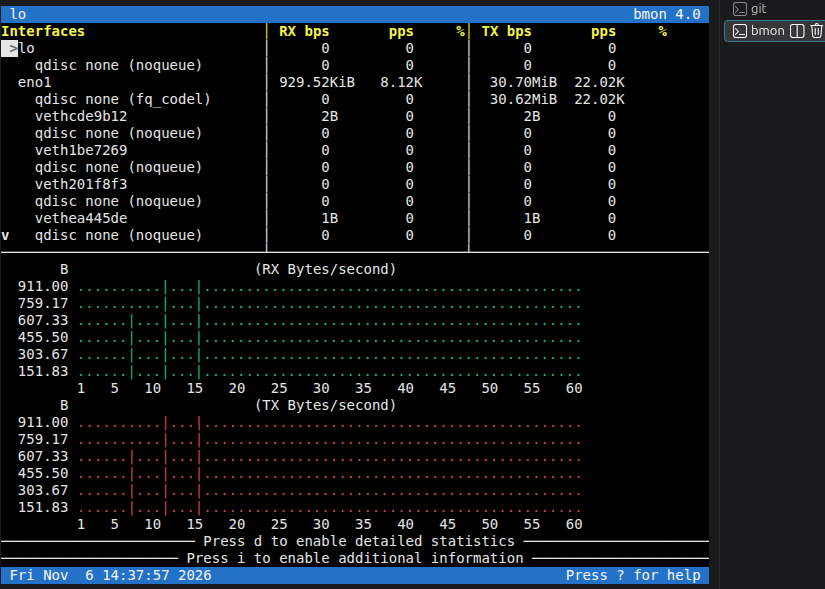 lo bmon 4.0
Interfaces | RX bps pps %| TX bps pps %
>lo | 0 0 | 0 0
qdisc none (noqueue) | 0 0 | 0 0
eno1 | 929.52KiB 8.12K | 30.70MiB 22.02K
qdisc none (fq_codel) | 0 0 | 30.62MiB 22.02K
vethcde9b12 | 2B 0 | 2B 0
qdisc none (noqueue) | 0 0 | 0 0
veth1be7269 | 0 0 | 0 0
qdisc none (noqueue) | 0 0 | 0 0
veth201f8f3 | 0 0 | 0 0
qdisc none (noqueue) | 0 0 | 0 0
vethea445de | 1B 0 | 1B 0
v qdisc none (noqueue) | 0 0 | 0 0
B (RX Bytes/second)
911.00 ..........|...|.............................................
759.17 ..........|...|.............................................
607.33 ......|...|...|.............................................
455.50 ......|...|...|.............................................
303.67 ......|...|...|.............................................
151.83 ......|...|...|.............................................
1 5 10 15 20 25 30 35 40 45 50 55 60
B (TX Bytes/second)
911.00 ..........|...|.............................................
759.17 ..........|...|.............................................
607.33 ......|...|...|.............................................
455.50 ......|...|...|.............................................
303.67 ......|...|...|.............................................
151.83 ......|...|...|.............................................
1 5 10 15 20 25 30 35 40 45 50 55 60
Press d to enable detailed statistics
Press i to enable additional information
Fri Nov 6 14:37:57 2026 Press ? for help
git
bmon